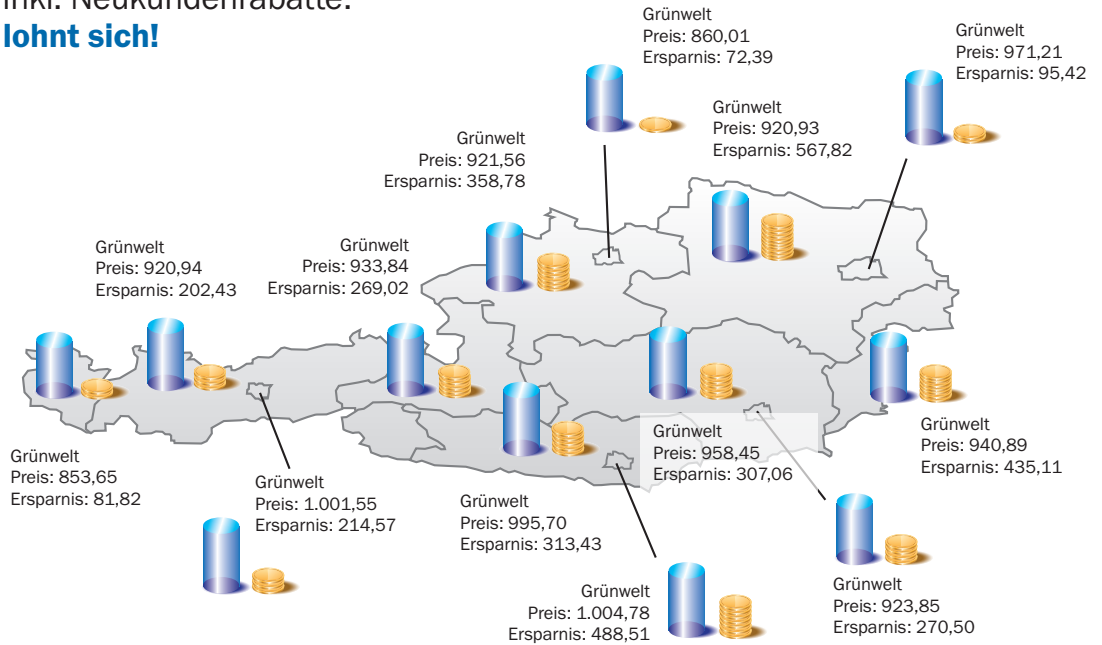 inkl. Neukundenrabatte.
lohnt sich!
Grünwelt
Preis: 860,01
Ersparnis: 72,39
Grünwelt
Preis: 971,21
Ersparnis: 95,42
Grünwelt
Preis: 920,93
Ersparnis: 567,82
Grünwelt
Preis: 921,56
Ersparnis: 358,78
Grünwelt
Preis: 920,94
Ersparnis: 202,43
Grünwelt
Preis: 933,84
Ersparnis: 269,02
Grünwelt
Preis: 853,65
Ersparnis: 81,82
Grünwelt
Preis: 1.001,55
Ersparnis: 214,57
Grünwelt
Preis: 995,70
Ersparnis: 313,43
Grünwelt
Preis: 958,45
Ersparnis: 307,06
Grünwelt
Preis: 940,89
Ersparnis: 435,11
Grünwelt
Preis: 1.004,78
Ersparnis: 488,51
Grünwelt
Preis: 923,85
Ersparnis: 270,50